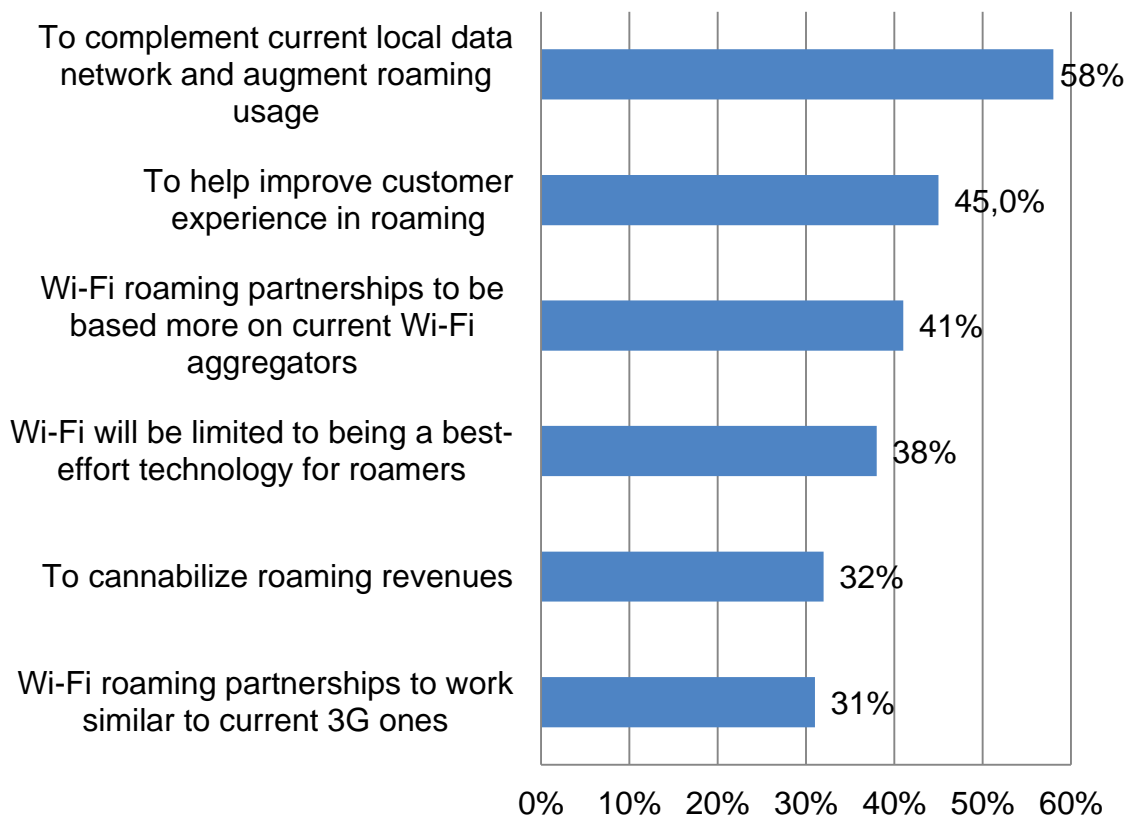 To complement current local data
network and augment roaming
usage
58%
To help improve customer
experience in roaming
45,0%
Wi-Fi roaming partnerships to be
based more on current Wi-Fi
aggregators
41%
Wi-Fi will be limited to being a best-
effort technology for roamers
38%
To cannabilize roaming revenues
32%
Wi-Fi roaming partnerships to work
similar to current 3G ones
31%
0% 10% 20% 30% 40% 50% 60%